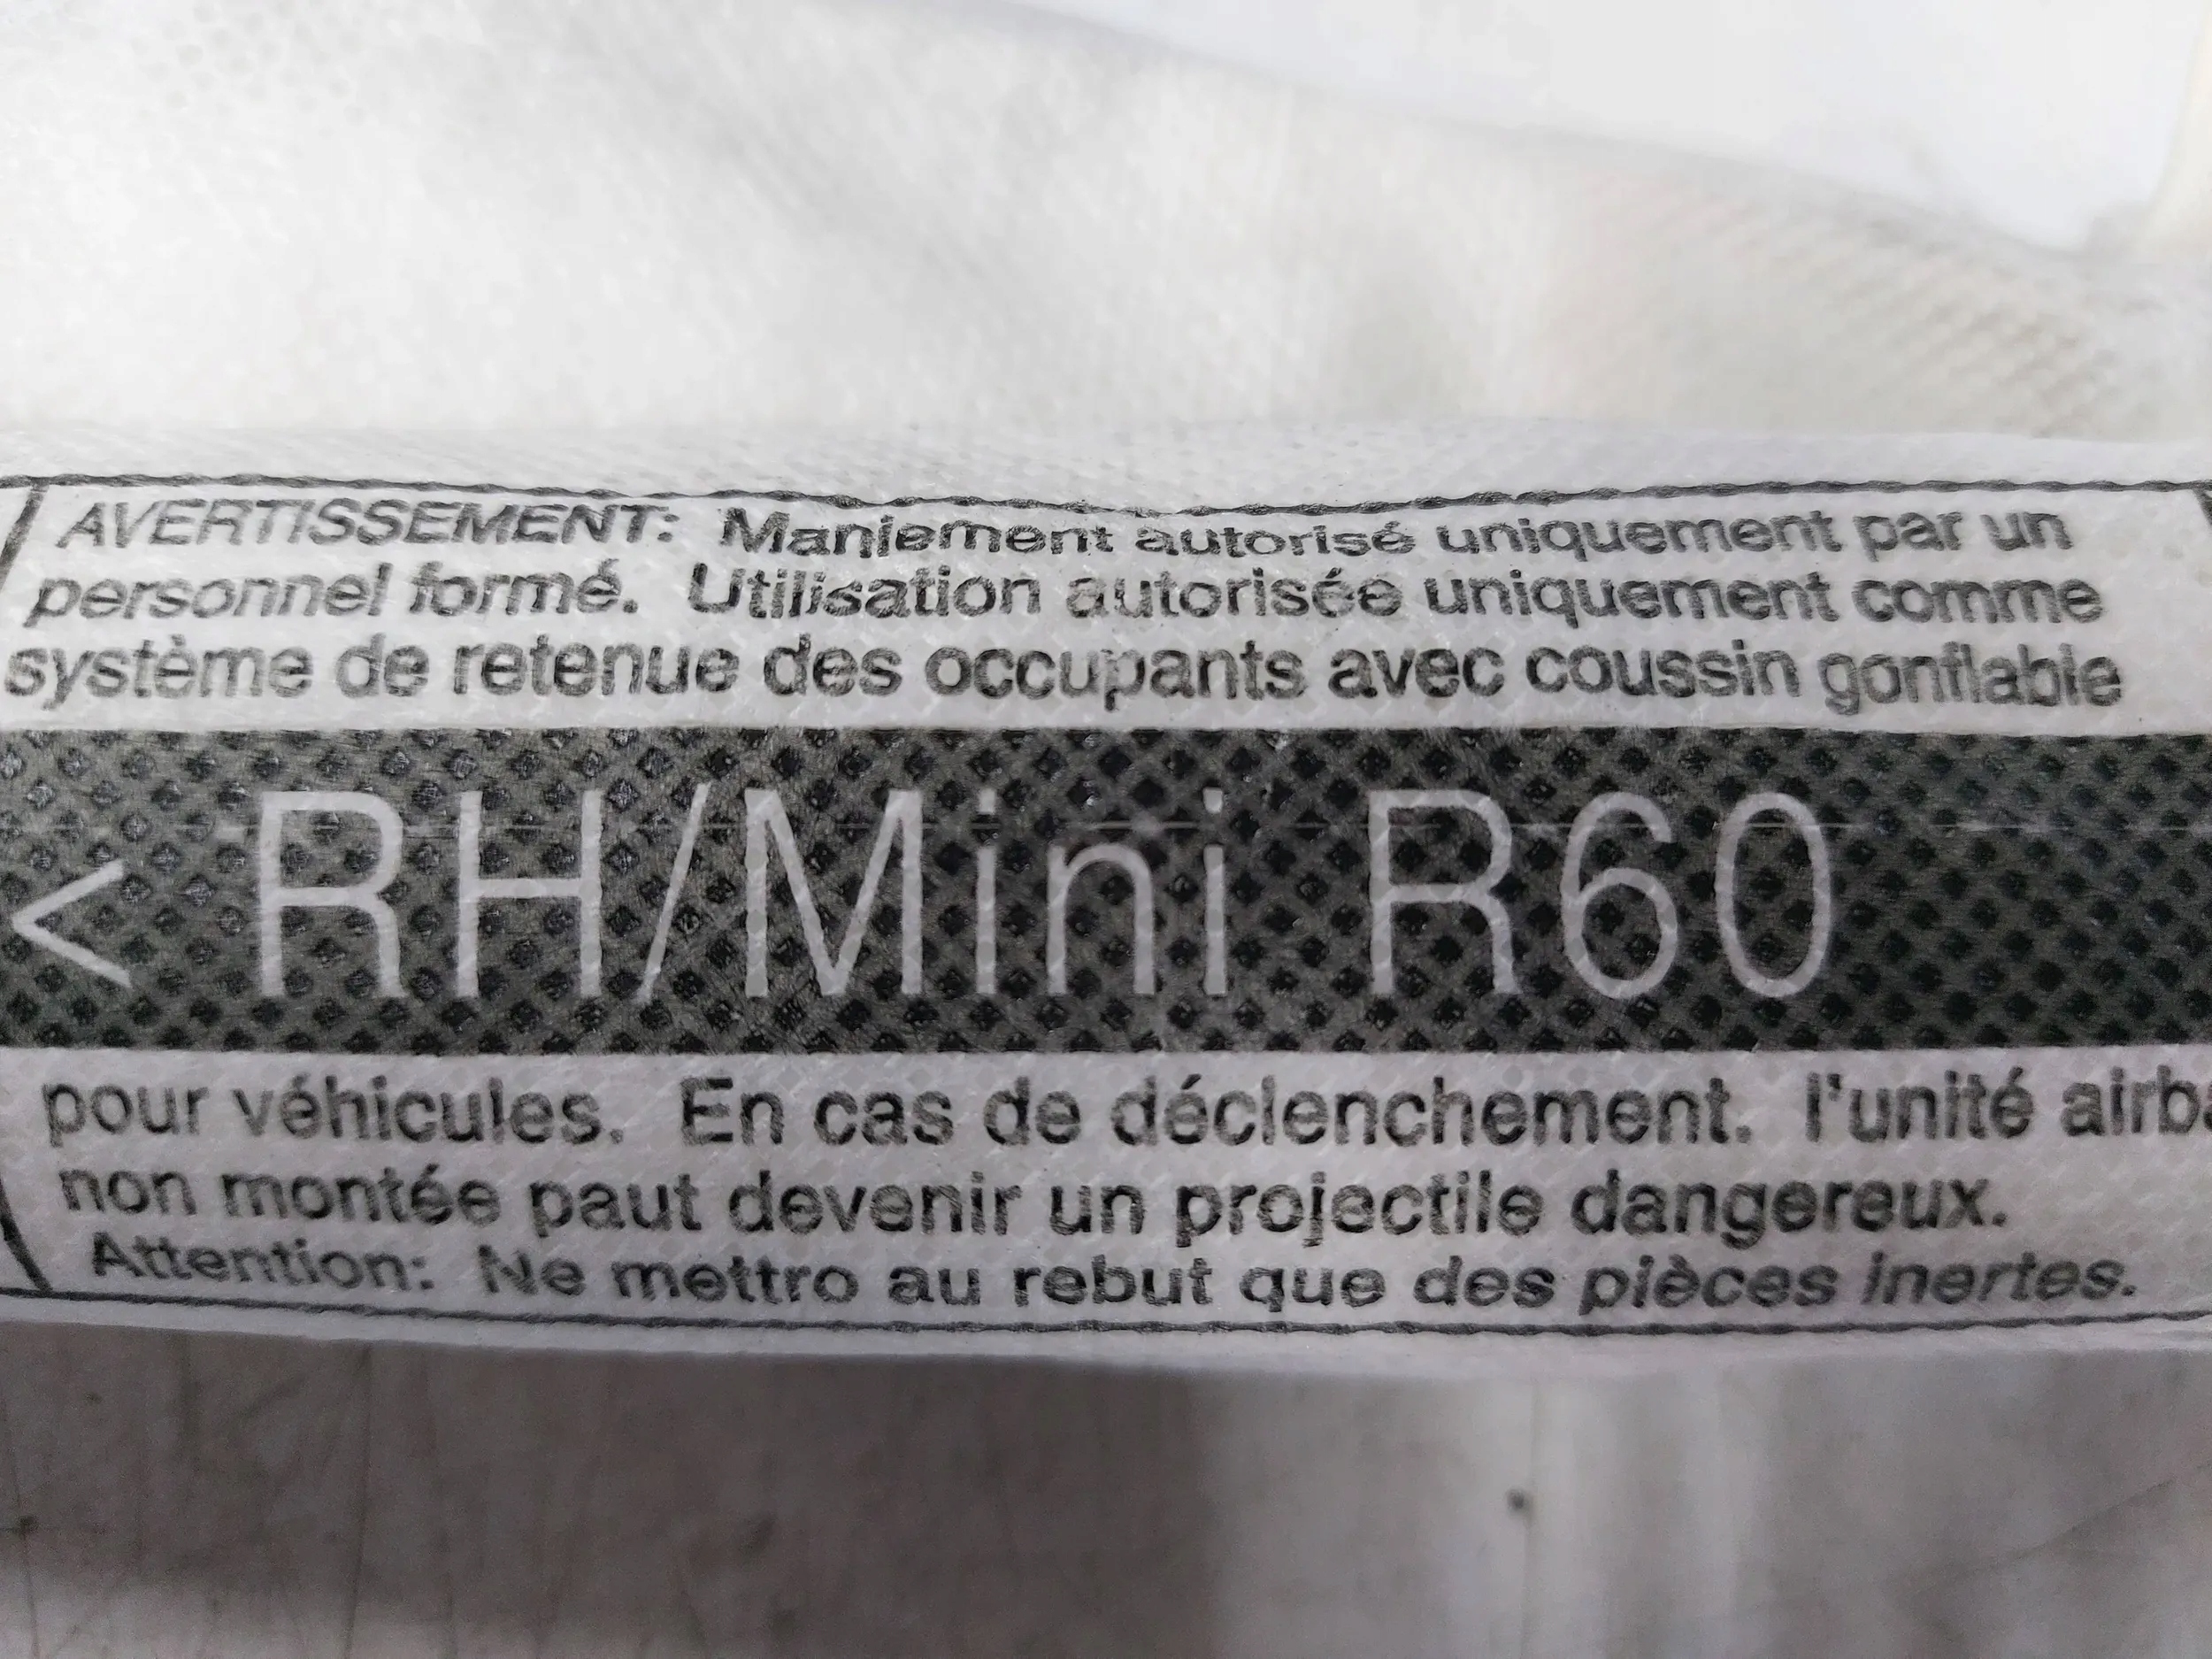 AVERTISSEMENT: Maniement autorisé uniquement par un
personnel formé. Utilisation autorisée uniquement comme
système de retenue des occupants avec coussin gonflable
< RH/Mini R60
pour véhicules. En cas de déclenchement. l'unité airba
non montée paut devenir un projectile dangereux.
Attention: Ne mettro au rebut que des pièces inertes.